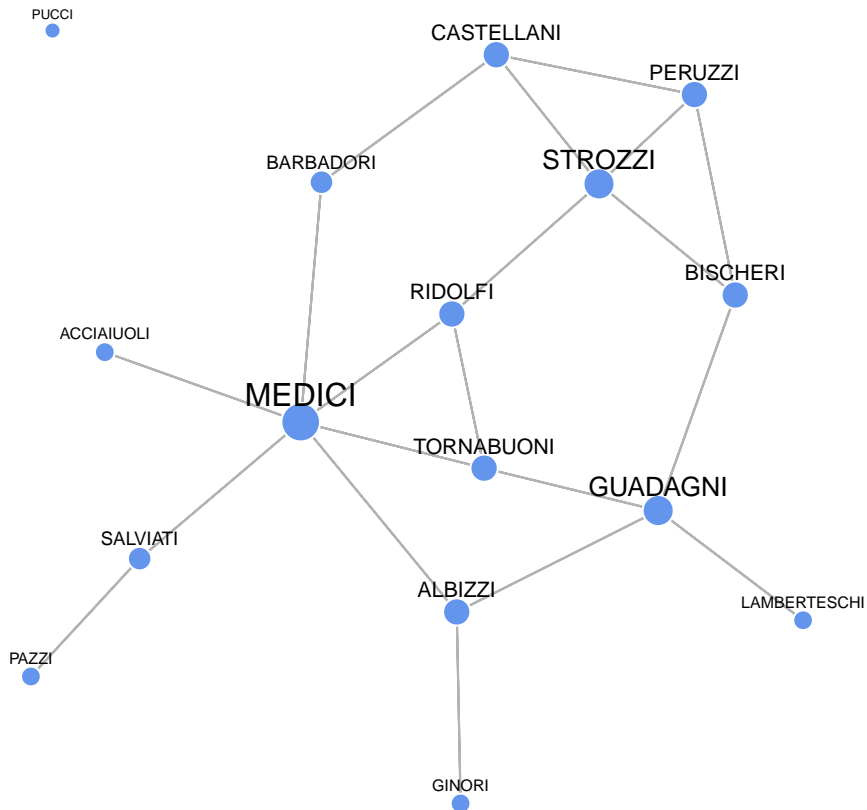 PUCCI
CASTELLANI
PERUZZI
STROZZI
BARBADORI
BISCHERI
RIDOLFI
ACCIAIUOLI
MEDICI
TORNABUONI
GUADAGNI
SALVIATI
ALBIZZI
LAMBERTESCHI
PAZZI
GINORI